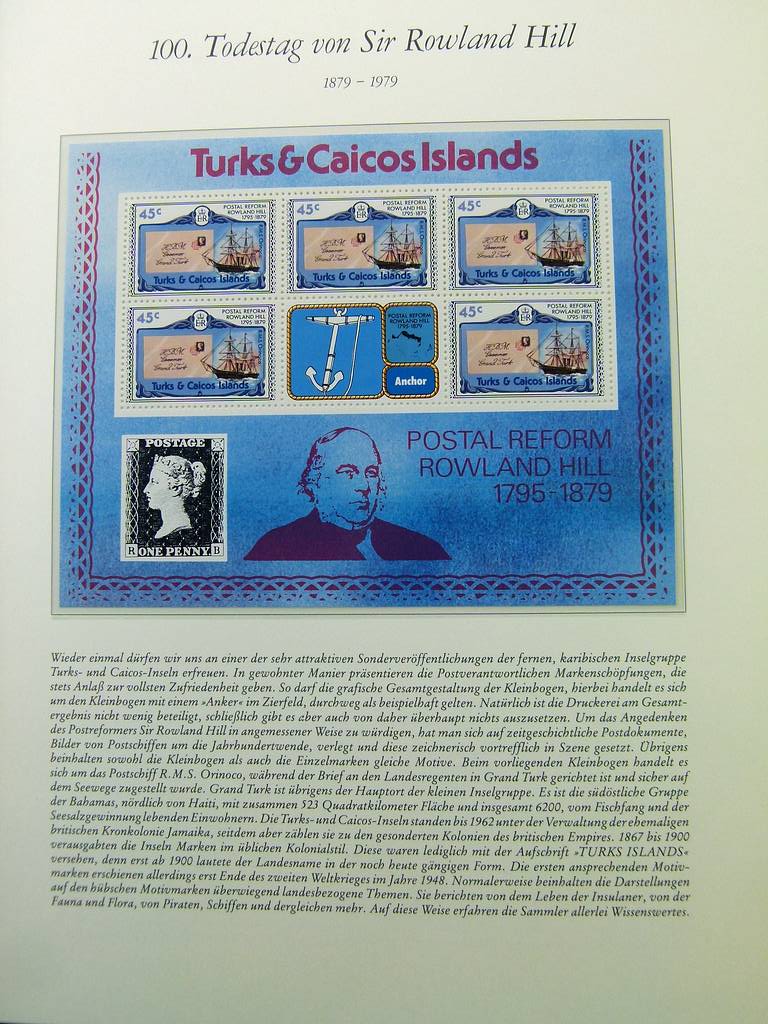 100. Todestag von Sir Rowland Hill
1879 – 1979
Turks & Caicos Islands
45c POSTAL REFORM ROWLAND HILL 1795-1879
Turks & Caicos Islands
45c POSTAL REFORM ROWLAND HILL 1795-1879
Turks & Caicos Islands
45c POSTAL REFORM ROWLAND HILL 1795-1879
Turks & Caicos Islands
45c POSTAL REFORM ROWLAND HILL 1795-1879
Turks & Caicos Islands
POSTAL REFORM ROWLAND HILL 1795-1879
Anchor
45c POSTAL REFORM ROWLAND HILL 1795-1879
Turks & Caicos Islands
POSTAGE
R ONE PENNY B
POSTAL REFORM
ROWLAND HILL
1795-1879
Wieder einmal dürfen wir uns an einer der sehr attraktiven Sonderveröffentlichungen der fernen, karibischen Inselgruppe
Turks- und Caicos-Inseln erfreuen. In gewohnter Manier präsentieren die Postverantwortlichen Markenschöpfungen, die
stets Anlaß zur vollsten Zufriedenheit geben. So darf die grafische Gesamtgestaltung der Kleinbogen, hierbei handelt es sich
um den Kleinbogen mit einem »Anker« im Zierfeld, durchweg als beispielhaft gelten. Natürlich ist die Druckerei am Gesamt-
ergebnis nicht wenig beteiligt, schließlich gibt es aber auch von daher überhaupt nichts auszusetzen. Um das Angedenken
des Postreformers Sir Rowland Hill in angemessener Weise zu würdigen, hat man sich auf zeitgeschichtliche Postdokumente,
Bilder von Postschiffen um die Jahrhundertwende, verlegt und diese zeichnerisch vortrefflich in Szene gesetzt. Übrigens
beinhalten sowohl die Kleinbogen als auch die Einzelmarken gleiche Motive. Beim vorliegenden Kleinbogen handelt es
sich um das Postschiff R.M.S. Orinoco, während der Brief an den Landesregenten in Grand Turk gerichtet ist und sicher auf
dem Seewege zugestellt wurde. Grand Turk ist übrigens der Hauptort der kleinen Inselgruppe. Es ist die südöstliche Gruppe
der Bahamas, nördlich von Haiti, mit zusammen 523 Quadratkilometer Fläche und insgesamt 6200, vom Fischfang und der
Seesalzgewinnung lebenden Einwohnern. Die Turks- und Caicos-Inseln standen bis 1962 unter der Verwaltung der ehemaligen
britischen Kronkolonie Jamaika, seitdem aber zählen sie zu den gesonderten Kolonien des britischen Empires. 1867 bis 1900
verausgabten die Inseln Marken im üblichen Kolonialstil. Diese waren lediglich mit der Aufschrift »TURKS ISLANDS«
versehen, denn erst ab 1900 lautete der Landesname in der noch heute gängigen Form. Die ersten ansprechenden Motiv-
marken erschienen allerdings erst Ende des zweiten Weltkrieges im Jahre 1948. Normalerweise beinhalten die Darstellungen
auf den hübschen Motivmarken überwiegend landesbezogene Themen. Sie berichten von dem Leben der Insulaner, von der
Fauna und Flora, von Piraten, Schiffen und dergleichen mehr. Auf diese Weise erfahren die Sammler allerlei Wissenswertes.